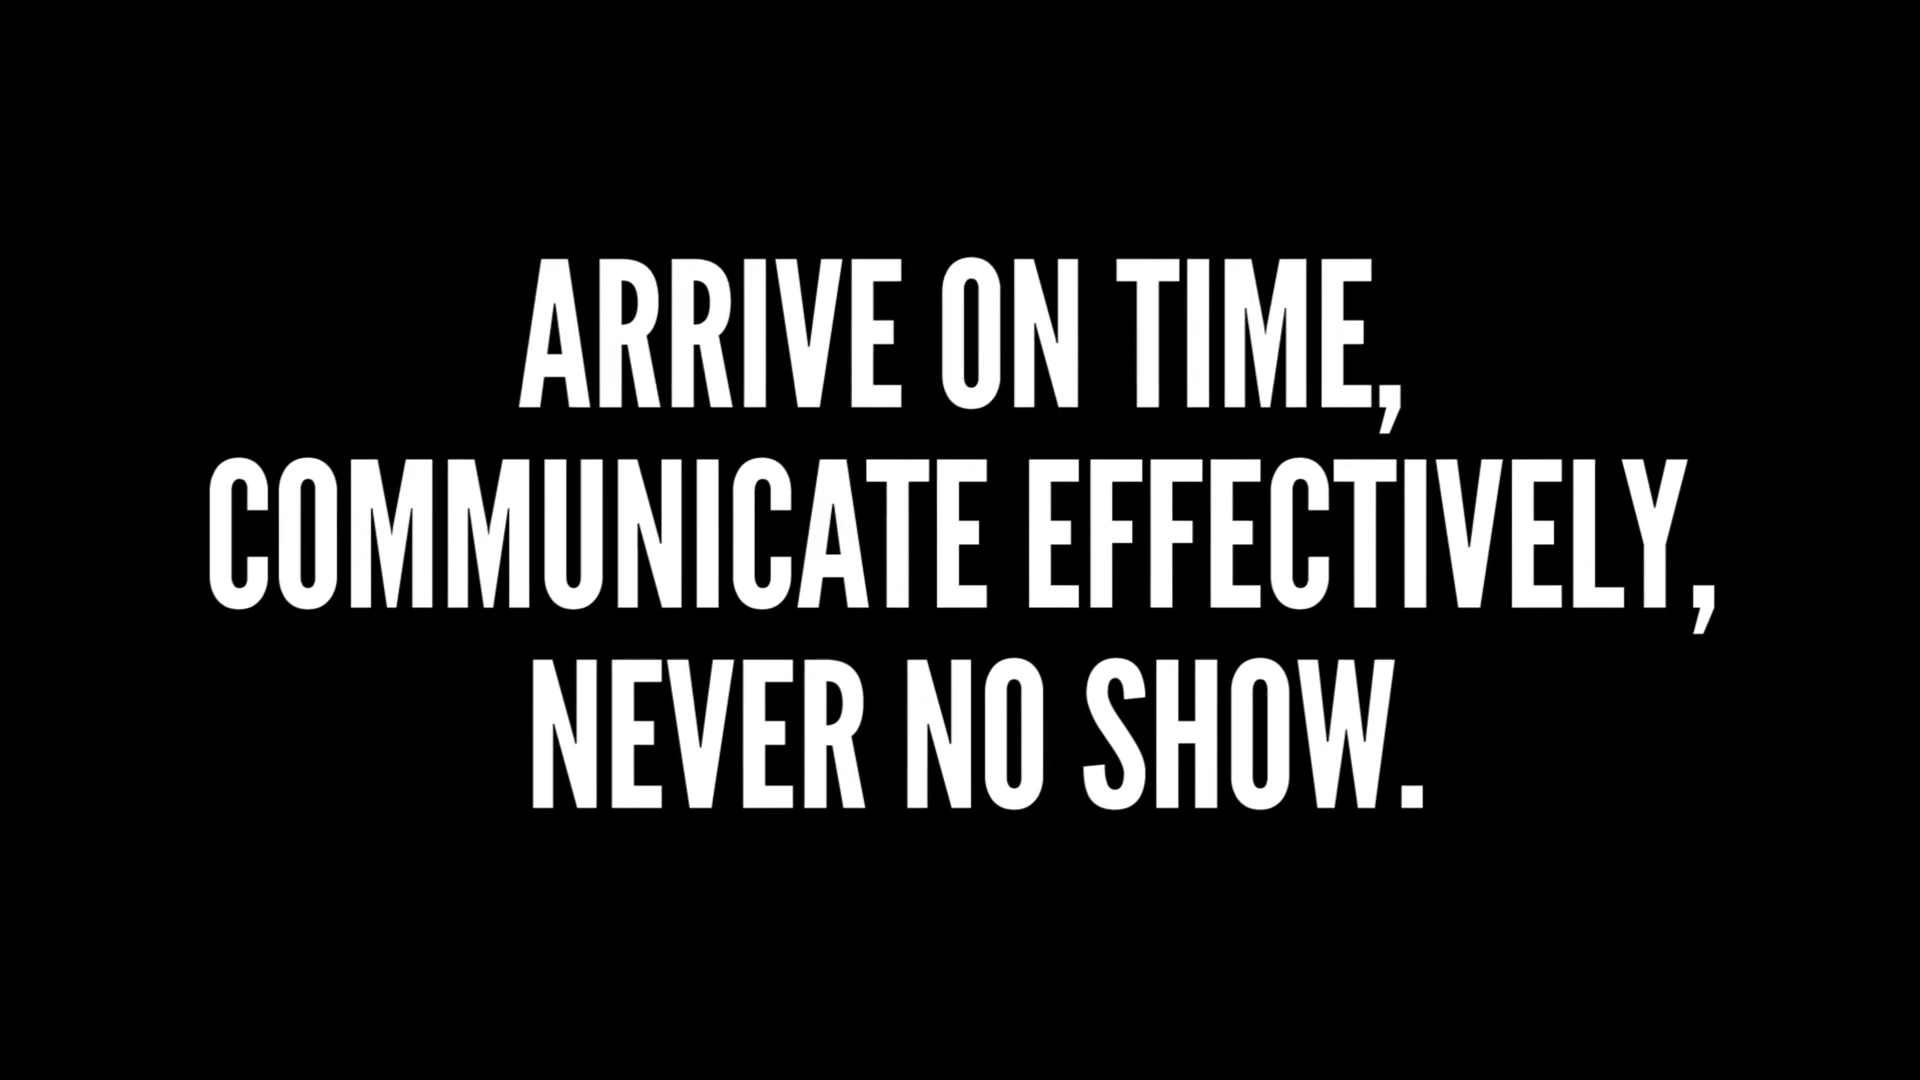 ARRIVE ON TIME,
COMMUNICATE EFFECTIVELY,
NEVER NO SHOW.